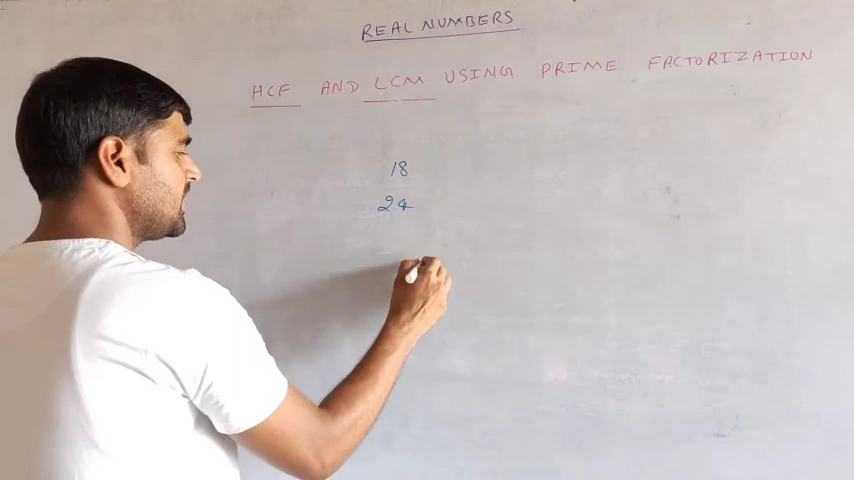 REAL NUMBERS
HCF AND LCM USING PRIME FACTORIZATION
18
24